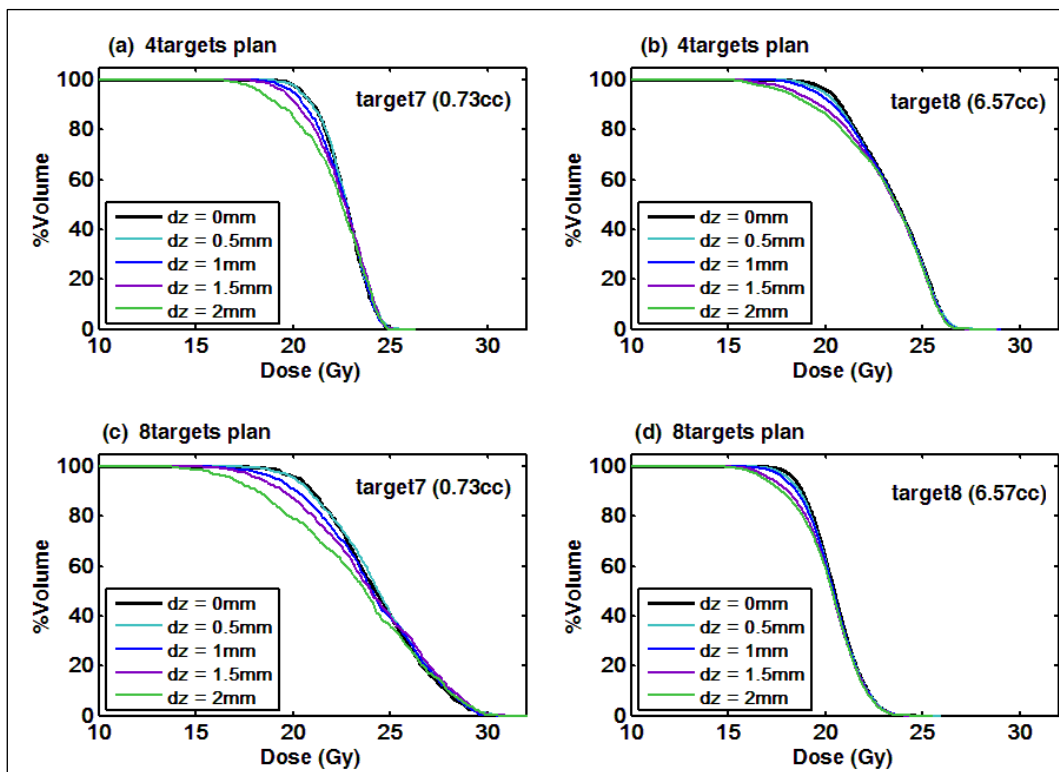 (a) 4targets plan
(b) 4targets plan
100
80
60
40
20
0
%Volume
target7 (0.73cc)
dz = 0mm
dz = 0.5mm
dz = 1mm
dz = 1.5mm
dz = 2mm
10 15 20 25 30
Dose (Gy)
100
80
60
40
20
0
%Volume
target8 (6.57cc)
dz = 0mm
dz = 0.5mm
dz = 1mm
dz = 1.5mm
dz = 2mm
10 15 20 25 30
Dose (Gy)
(c) 8targets plan
(d) 8targets plan
100
80
60
40
20
0
%Volume
target7 (0.73cc)
dz = 0mm
dz = 0.5mm
dz = 1mm
dz = 1.5mm
dz = 2mm
10 15 20 25 30
Dose (Gy)
100
80
60
40
20
0
%Volume
target8 (6.57cc)
dz = 0mm
dz = 0.5mm
dz = 1mm
dz = 1.5mm
dz = 2mm
10 15 20 25 30
Dose (Gy)